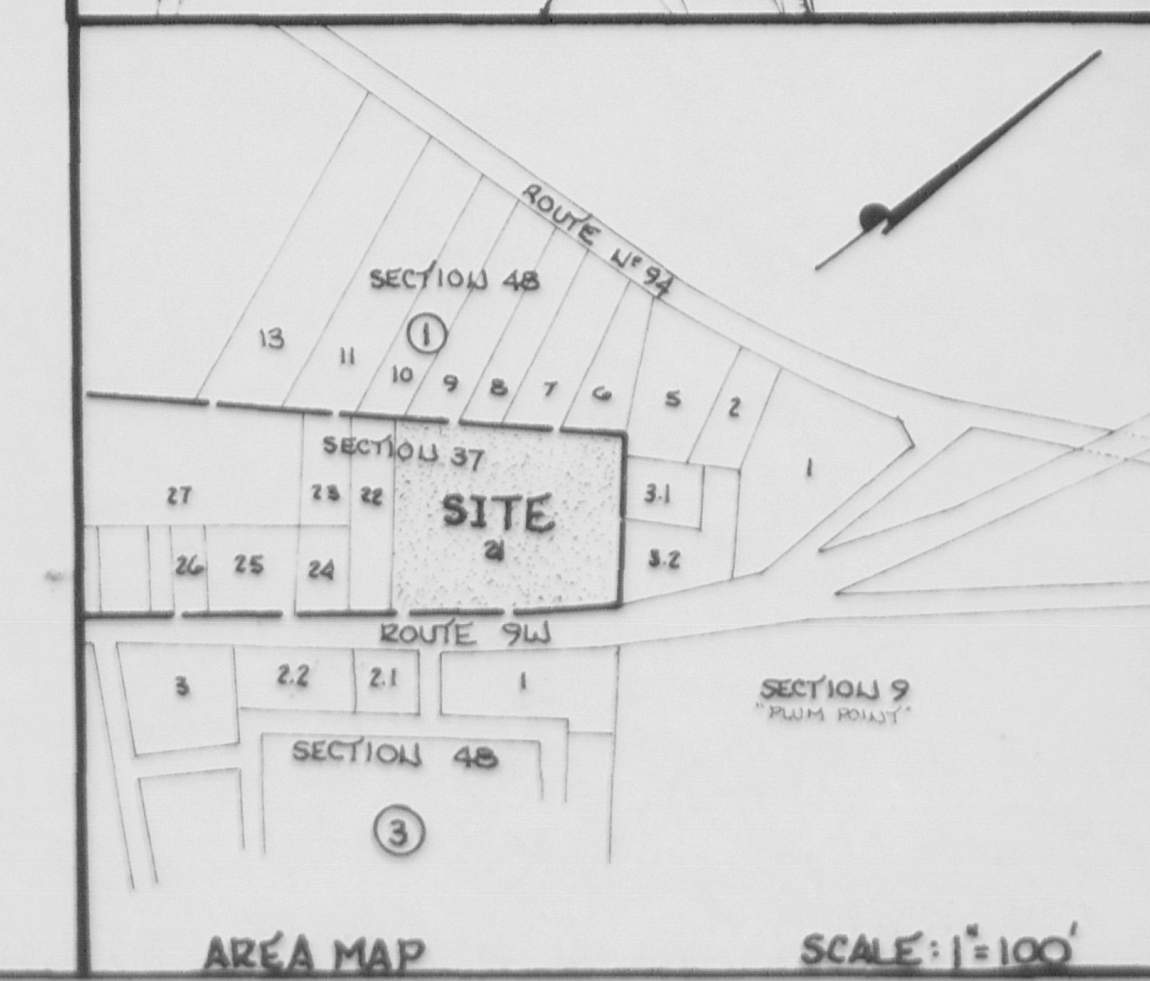 ROUTE Nº 94
SECTION 48
1
13
11
10
9
8
7
6
5
2
1
SECTION 37
27
23
22
SITE
21
3.1
3.2
26
25
24
ROUTE 9W
3
2.2
2.1
1
SECTION 9
"PLUM POINT"
SECTION 48
3
AREA MAP
SCALE: 1"=100'